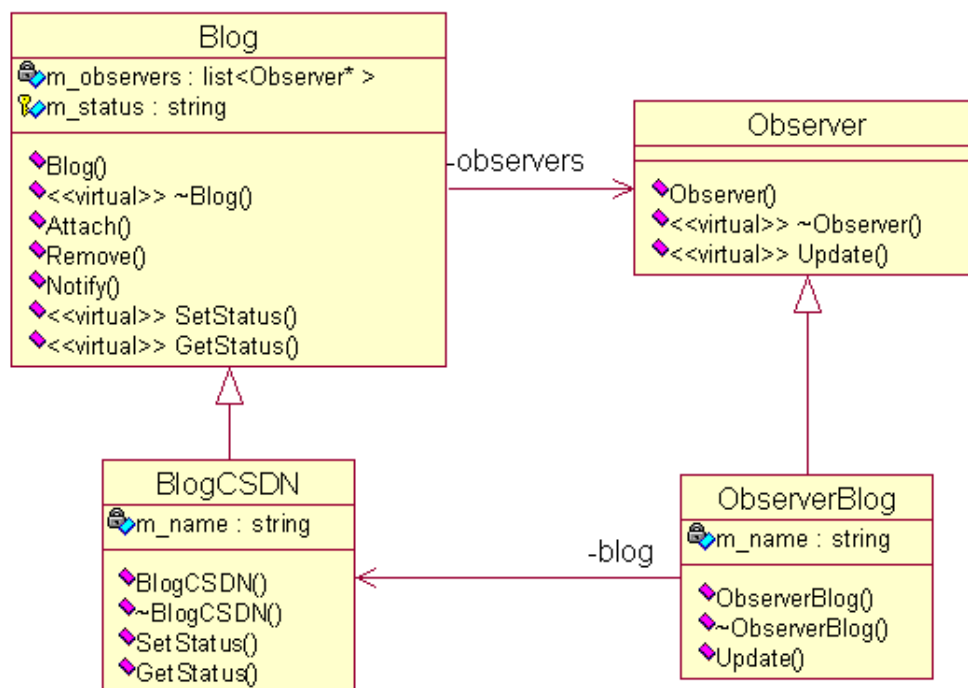 Blog
m_observers : list<Observer* >
m_status : string
Blog()
<<virtual>> ~Blog()
Attach()
Remove()
Notify()
<<virtual>> SetStatus()
<<virtual>> GetStatus()
-observers
Observer
Observer()
<<virtual>> ~Observer()
<<virtual>> Update()
BlogCSDN
m_name : string
BlogCSDN()
~BlogCSDN()
SetStatus()
GetStatus()
-blog
ObserverBlog
m_name : string
ObserverBlog()
~ObserverBlog()
Update()